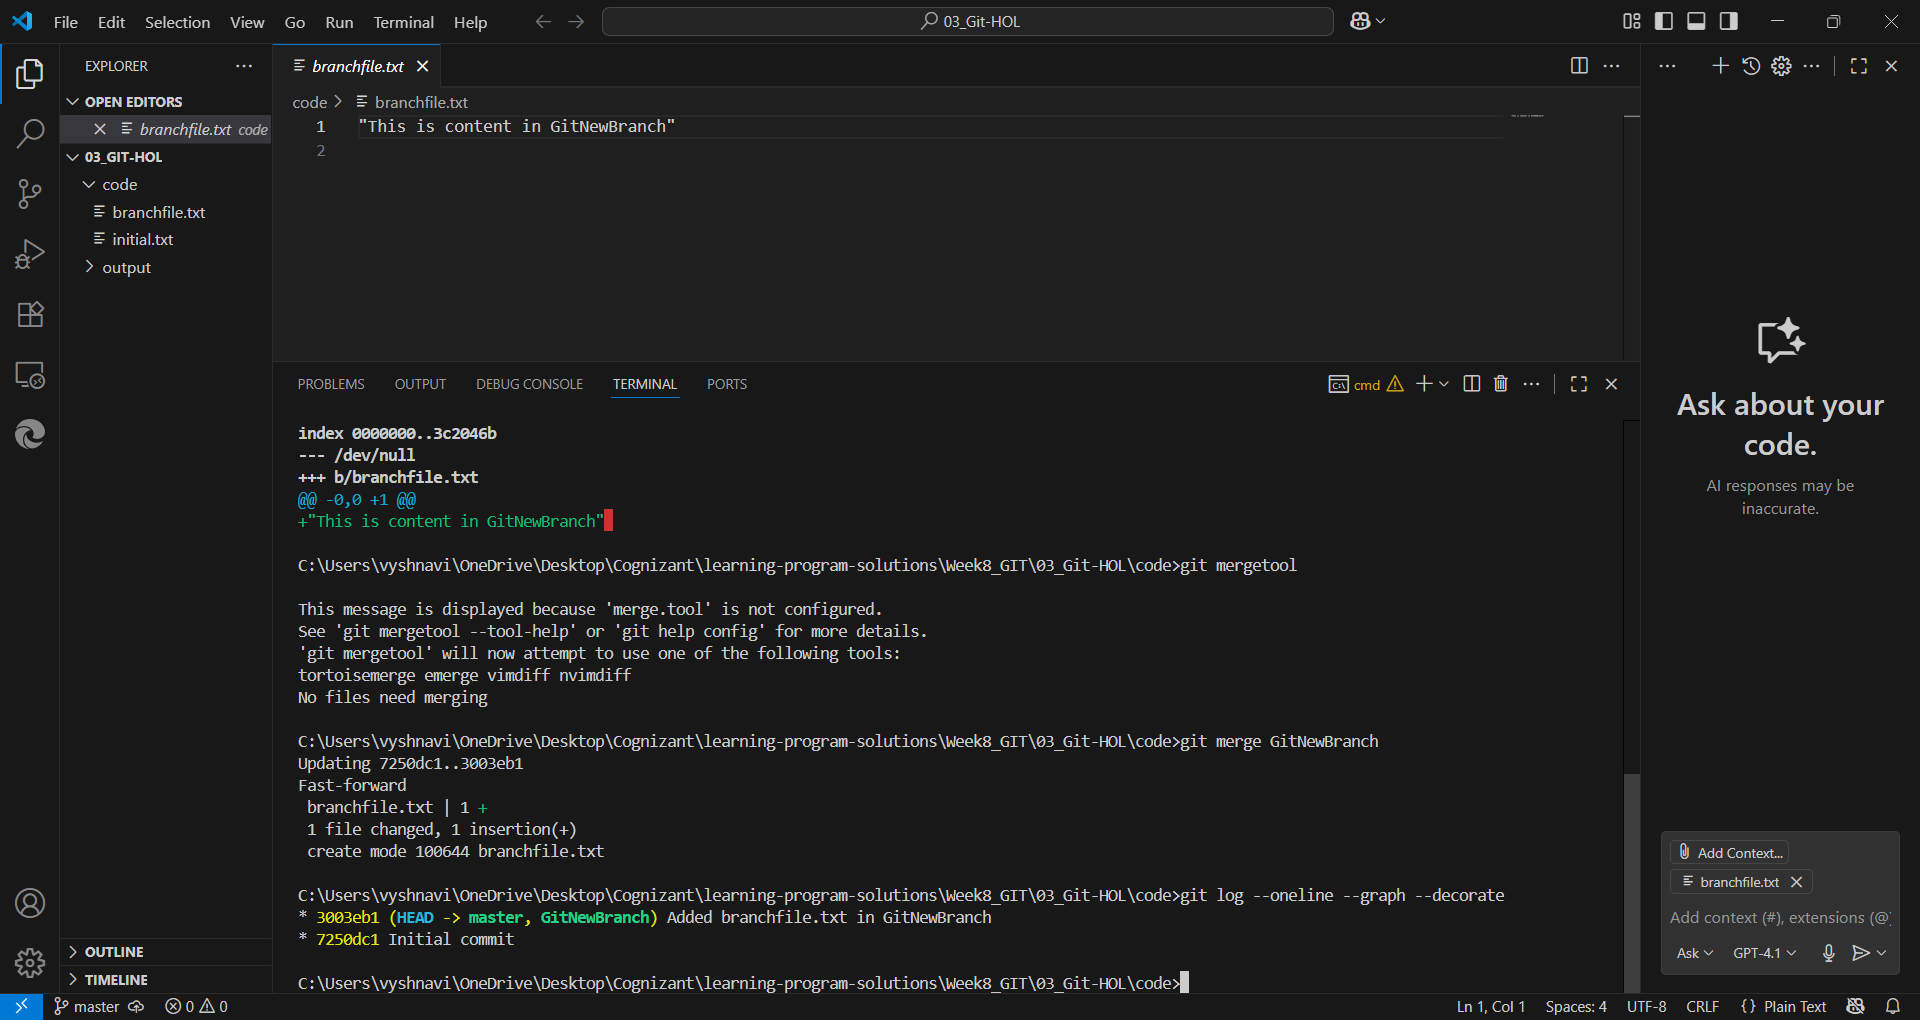 File Edit Selection View Go Run Terminal Help
03_Git-HOL
EXPLORER
OPEN EDITORS
branchfile.txt code
03_GIT-HOL
code
branchfile.txt
initial.txt
output
OUTLINE
TIMELINE
branchfile.txt
code > branchfile.txt
1 "This is content in GitNewBranch"
2
PROBLEMS OUTPUT DEBUG CONSOLE TERMINAL PORTS
cmd
index 0000000..3c2046b
--- /dev/null
+++ b/branchfile.txt
@@ -0,0 +1 @@
+"This is content in GitNewBranch"
C:\Users\vyshnavi\OneDrive\Desktop\Cognizant\learning-program-solutions\Week8_GIT\03_Git-HOL\code>git mergetool
This message is displayed because 'merge.tool' is not configured.
See 'git mergetool --tool-help' or 'git help config' for more details.
'git mergetool' will now attempt to use one of the following tools:
tortoisemerge emerge vimdiff nvimdiff
No files need merging
C:\Users\vyshnavi\OneDrive\Desktop\Cognizant\learning-program-solutions\Week8_GIT\03_Git-HOL\code>git merge GitNewBranch
Updating 7250dc1..3003eb1
Fast-forward
branchfile.txt | 1 +
1 file changed, 1 insertion(+)
create mode 100644 branchfile.txt
C:\Users\vyshnavi\OneDrive\Desktop\Cognizant\learning-program-solutions\Week8_GIT\03_Git-HOL\code>git log --oneline --graph --decorate
* 3003eb1 (HEAD -> master, GitNewBranch) Added branchfile.txt in GitNewBranch
* 7250dc1 Initial commit
C:\Users\vyshnavi\OneDrive\Desktop\Cognizant\learning-program-solutions\Week8_GIT\03_Git-HOL\code>
Ask about your
code.
AI responses may be
inaccurate.
Add Context...
branchfile.txt
Add context (#), extensions (@
Ask GPT-4.1
master 0 0
Ln 1, Col 1 Spaces: 4 UTF-8 CRLF {} Plain Text